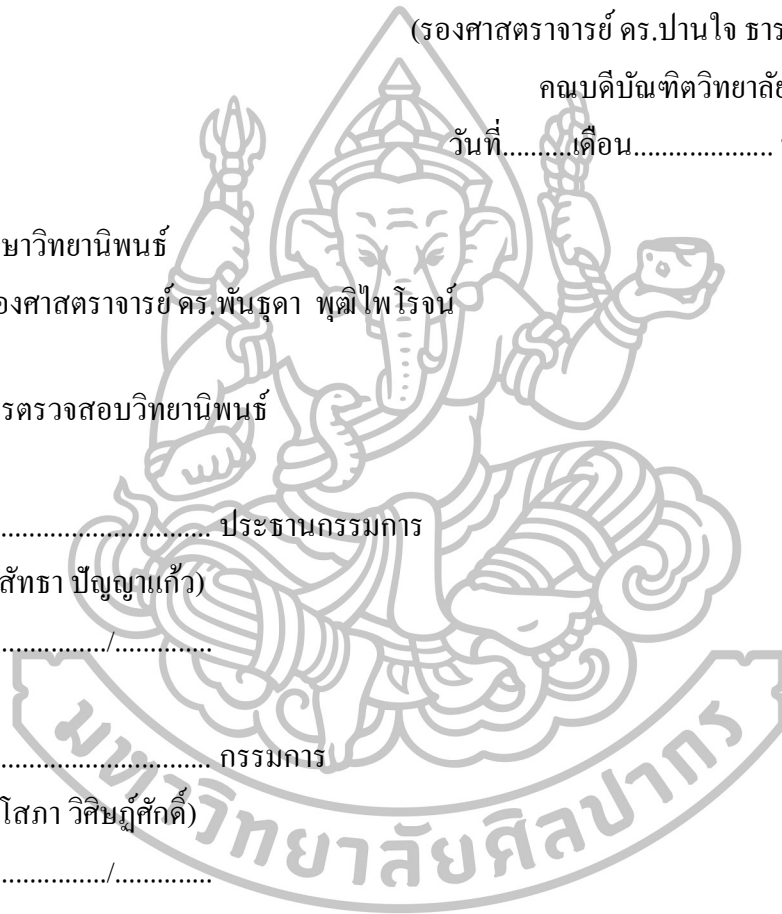 (รองศาสตราจารย์ ดร.ปานใจ ธาร
คณบดีบัณฑิตวิทยาลัย
วันที่..........เดือน....................
ษาวิทยานิพนธ์
องศาสตราจารย์ ดร.พันธุดา พุฒิไพโรจน์
รตรวจสอบวิทยานิพนธ์
.............................. ประธานกรรมการ
สัทธา ปัญญาแก้ว)
................/..............
.............................. กรรมการ
โสภา วิศิษฏ์ศักดิ์)
................/..............
มหาวิทยาลัยศิลปากร